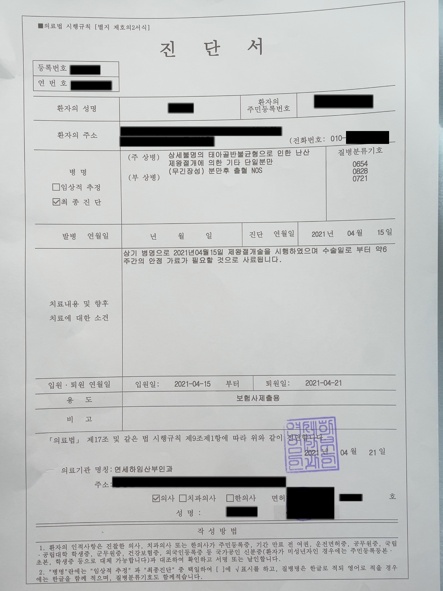 ■의료법 시행규칙 [별지 제호의2서식]
진 단 서
등록번호
연 번 호
환자의 성명
환자의
주민등록번호
환자의 주소
(전화번호: 010-
병 명
□임상적 추정
☑최 종 진 단
(주 상병) 상세불명의 태아골반불균형으로 인한 난산
제왕절개에 의한 기타 단일분만
(부 상병) (무긴장성) 분만후 출혈 NOS
질병분류기호
O654
O828
O721
발병 연월일
년 월 일
진단 연월일
2021년 04월 15일
치료내용 및 향후
치료에 대한 소견
상기 병명으로 2021년04월15일 제왕절개술을 시행하였으며 수술일로 부터 약6
주간의 안정 가료가 필요할 것으로 사료됩니다.
입원·퇴원 연월일
입원일: 2021-04-15 부터
퇴원일: 2021-04-21
용 도
보험사제출용
비 고
「의료법」 제17조 및 같은 법 시행규칙 제9조제1항에 따라 위와 같이
2021년 04월 21일
의료기관 명칭: 연세하임산부인과
주소:
☑의사 □치과의사 □한의사 면허 호
성 명:
작 성 방 법
1. 환자의 인적사항은 진찰한 의사, 치과의사 또는 한의사가 주민등록증, 기간 만료 전 여권, 운전면허증, 공무원증, 국립·
공립대학 학생증, 군무원증, 건강보험증, 외국인등록증 등 국가공인 신분증(환자가 미성년자인 경우에는 주민등록등본·
초본, 학생증 등으로 대체 가능합니다)과 대조하여 확인하고 서명 또는 날인합니다.
2. "병명"란에는 "임상적 추정" 과 "최종진단" 중 택일하여 [ ]에 √표시를 하고, 질병명은 한글로 적되 영어로 적을 경우
에는 한글을 함께 적으며, 질병분류기호도 함께적습니다.